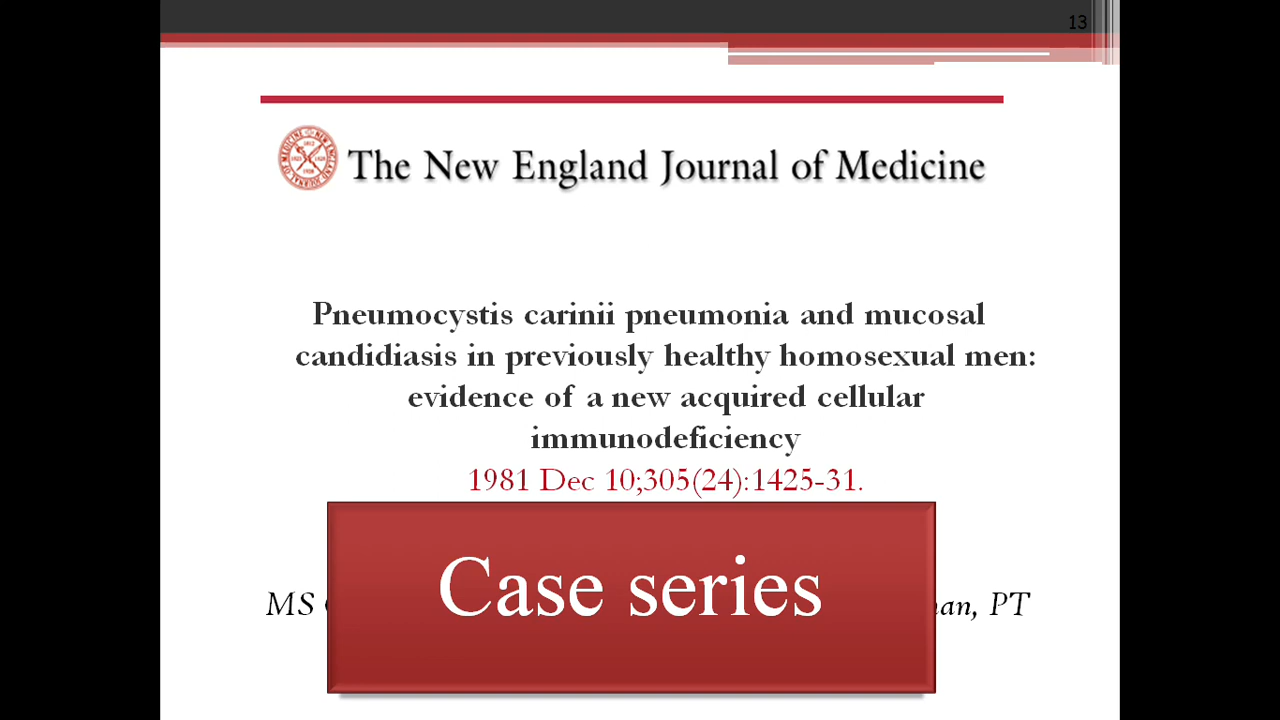 13
The New England Journal of Medicine
Pneumocystis carinii pneumonia and mucosal
candidiasis in previously healthy homosexual men:
evidence of a new acquired cellular
immunodeficiency
1981 Dec 10;305(24):1425-31.
Case series
MS PT